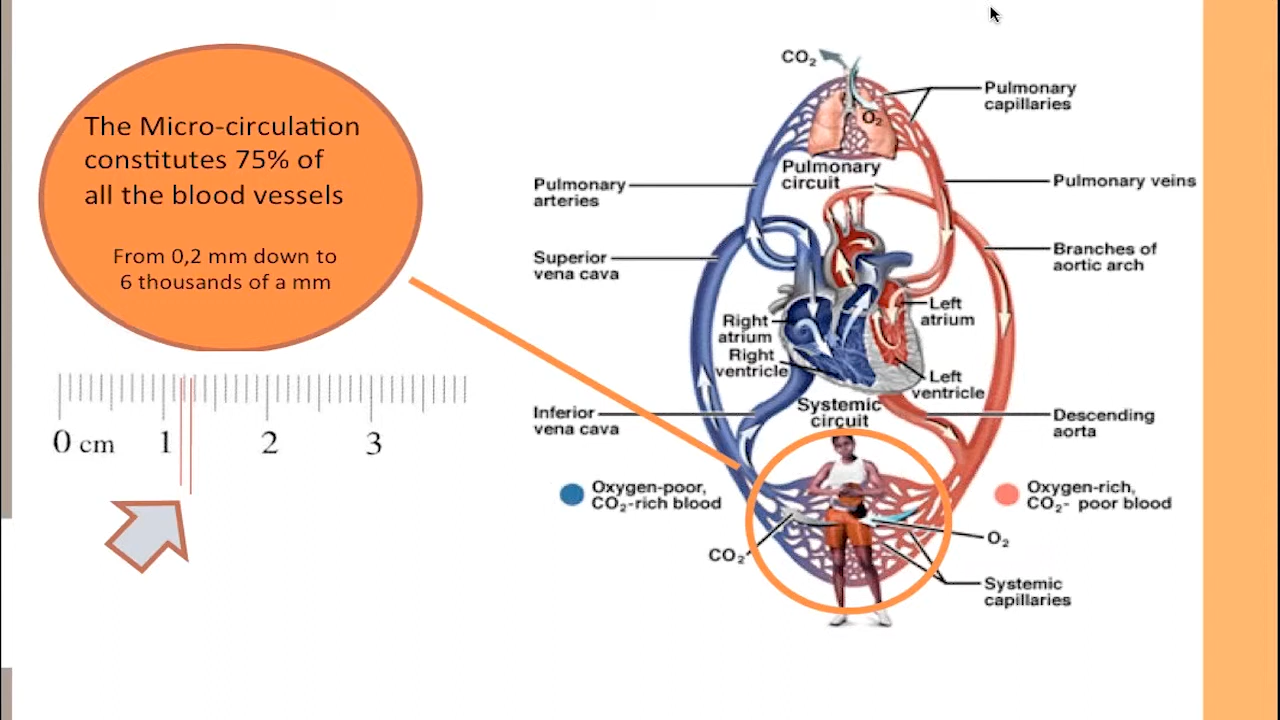 The Micro-circulation
constitutes 75% of
all the blood vessels
From 0,2 mm down to
6 thousands of a mm
0 cm 1 2 3
CO₂
O₂
Pulmonary
capillaries
Pulmonary
circuit
Pulmonary
arteries
Pulmonary veins
Superior
vena cava
Branches of
aortic arch
Right
atrium
Left
atrium
Right
ventricle
Left
ventricle
Systemic
circuit
Inferior
vena cava
Descending
aorta
Oxygen-poor,
CO₂-rich blood
Oxygen-rich,
CO₂- poor blood
CO₂
O₂
Systemic
capillaries